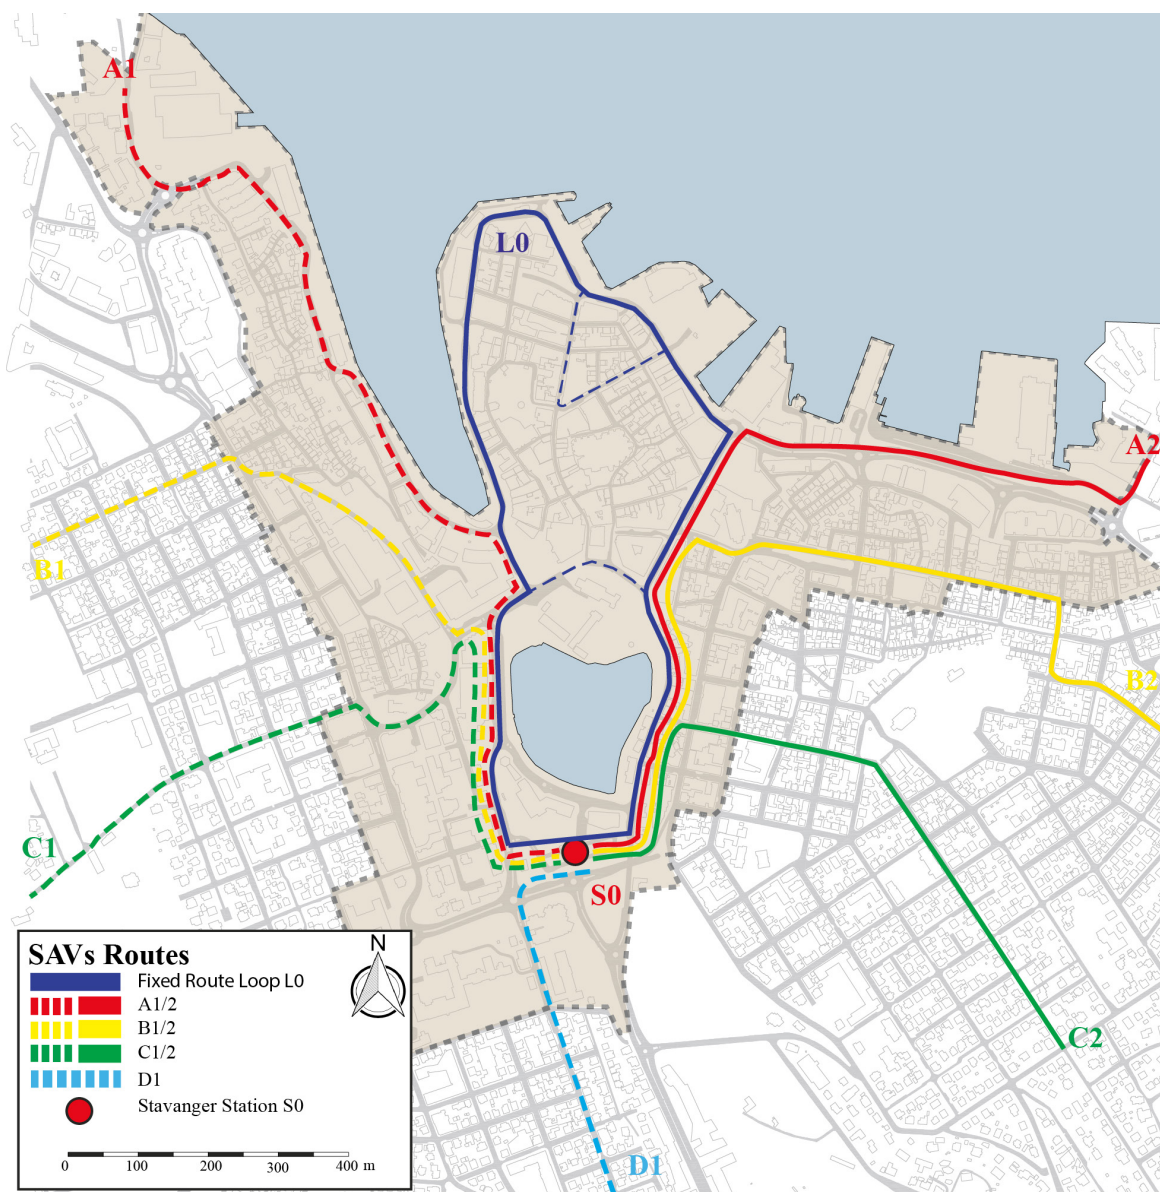 A1
L0
A2
B1
B2
C1
S0
C2
D1
SAVs Routes
N
Fixed Route Loop L0
A1/2
B1/2
C1/2
D1
Stavanger Station S0
0 100 200 300 400 m